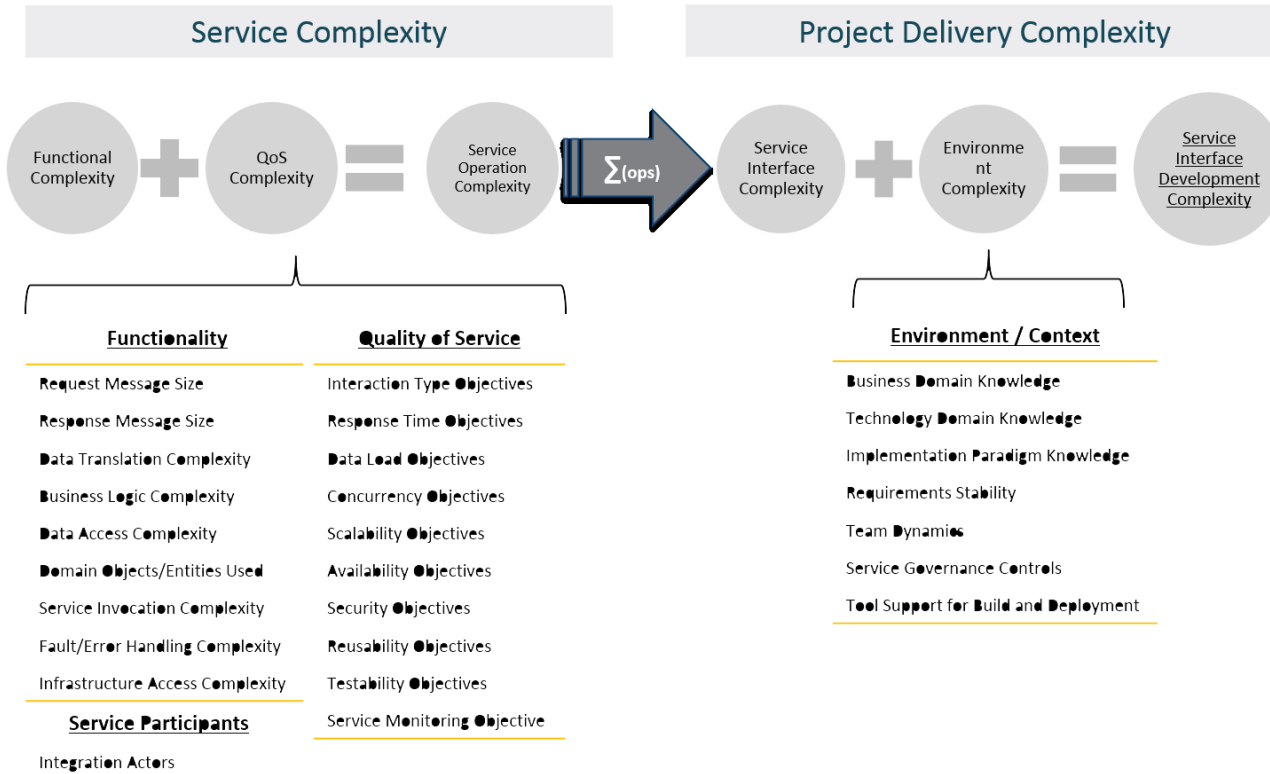 Service Complexity
Project Delivery Complexity
Functional
Complexity
QoS
Complexity
Service
Operation
Complexity
∑(ops)
Service
Interface
Complexity
Environme
nt
Complexity
Service
Interface
Development
Complexity
Functionality
Request Message Size
Response Message Size
Data Translation Complexity
Business Logic Complexity
Data Access Complexity
Domain Objects/Entities Used
Service Invocation Complexity
Fault/Error Handling Complexity
Infrastructure Access Complexity
Service Participants
Integration Actors
Quality of Service
Interaction Type Objectives
Response Time Objectives
Data Load Objectives
Concurrency Objectives
Scalability Objectives
Availability Objectives
Security Objectives
Reusability Objectives
Testability Objectives
Service Monitoring Objective
Environment / Context
Business Domain Knowledge
Technology Domain Knowledge
Implementation Paradigm Knowledge
Requirements Stability
Team Dynamics
Service Governance Controls
Tool Support for Build and Deployment